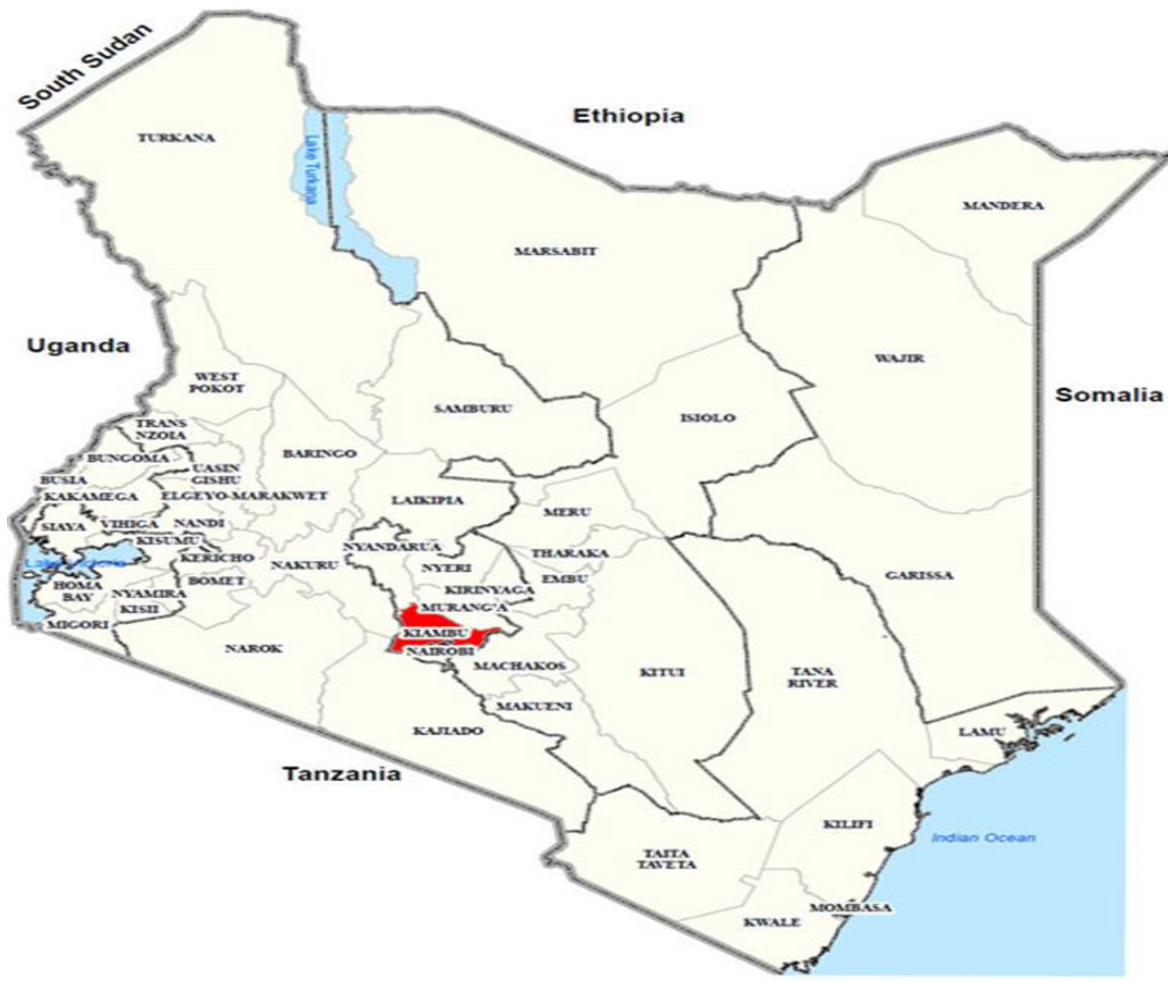 South Sudan
Ethiopia
TURKANA
Lake Turkana
MANDERA
MARSABIT
Uganda
WAJIR
WEST
POKOT
Somalia
SAMBURU
ISIOLO
TRANS
NZOIA
BARINGO
BUNGOMA
UASIN
GISHU
BUSIA
KAKAMEGA
ELGEYO-MARAKWET
LAIKIPIA
MERU
SIAYA
VIHIGA
NANDI
KISUMU
NYANDARUA
THARAKA
KERICHO
Lake Victoria
NAKURU
NYERI
GARISSA
BOMET
EMBU
HOMA
BAY
NYAMIRA
KIRINYAGA
KISII
MURANG'A
MIGORI
KIAMBU
NAROK
NAIROBI
MACHAKOS
KITUI
TANA
RIVER
MAKUENI
KAJIADO
LAMU
Tanzania
KILIFI
Indian Ocean
TAITA
TAVETA
MOMBASA
KWALE